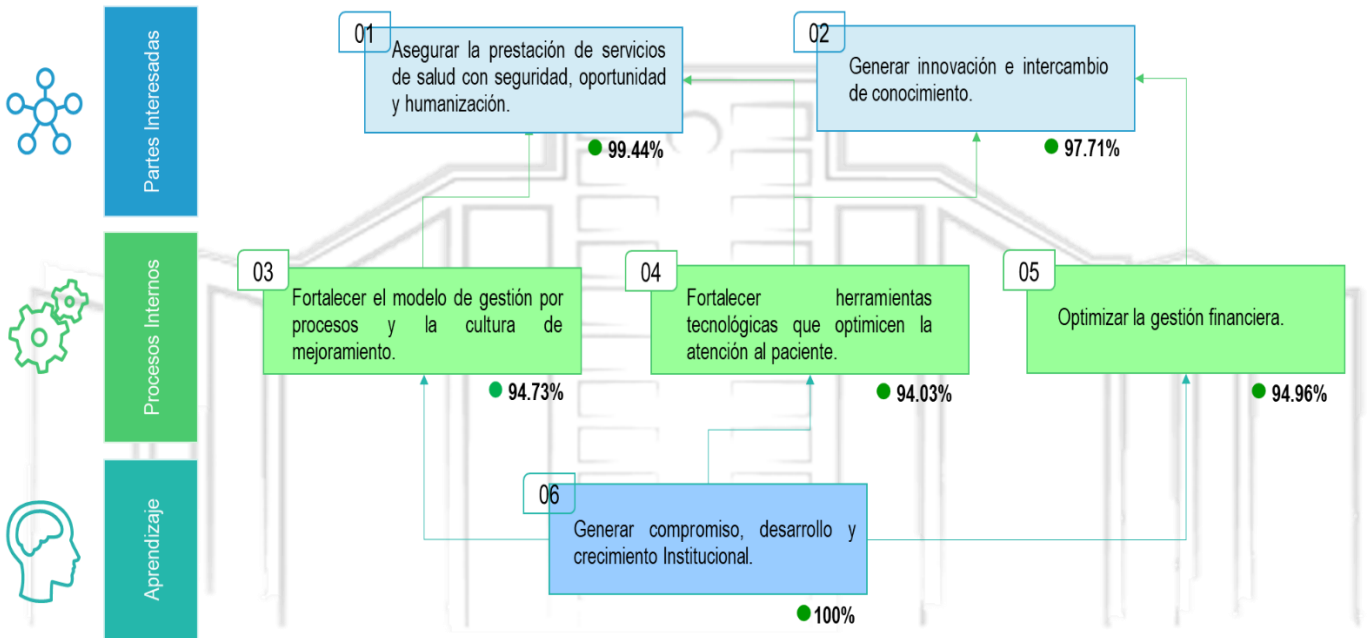 Partes Interesadas
01
Asegurar la prestación de servicios
de salud con seguridad, oportunidad
y humanización.
99.44%
02
Generar innovación e intercambio
de conocimiento.
97.71%
Procesos Internos
03
Fortalecer el modelo de gestión por
procesos y la cultura de
mejoramiento.
94.73%
04
Fortalecer herramientas
tecnológicas que optimicen la
atención al paciente.
94.03%
05
Optimizar la gestión financiera.
94.96%
Aprendizaje
06
Generar compromiso, desarrollo y
crecimiento Institucional.
100%